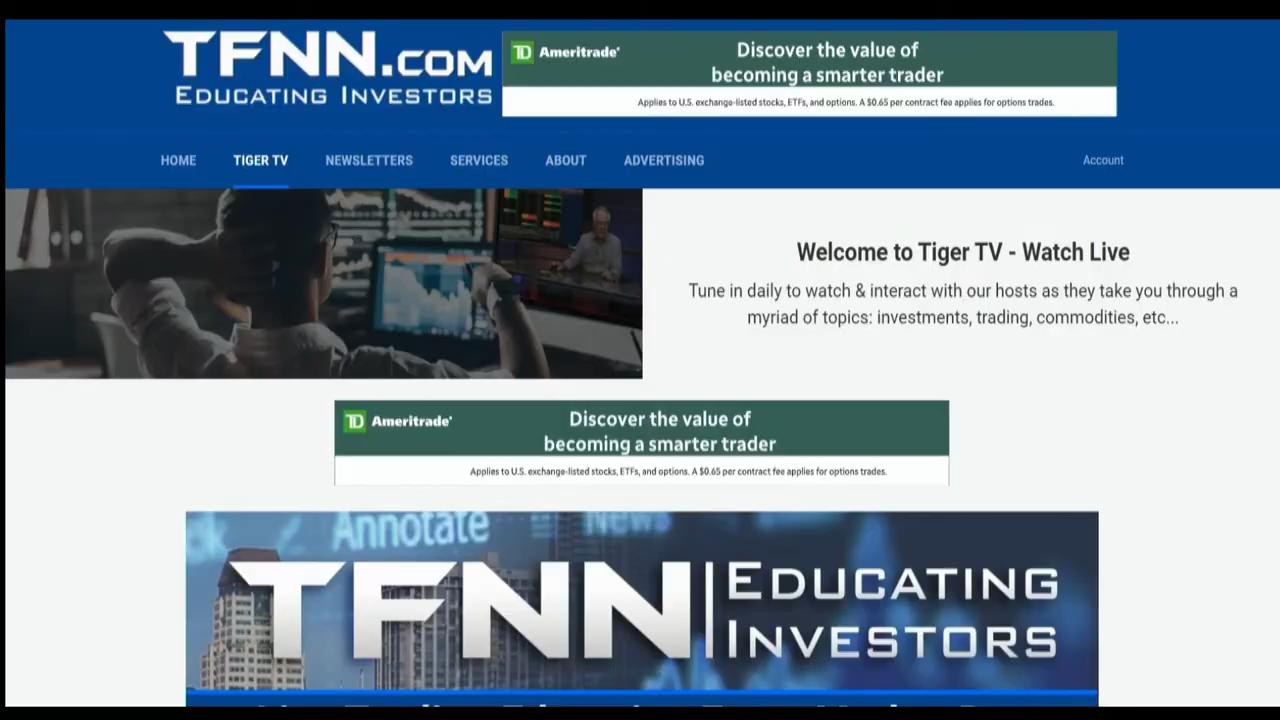 TFNN.COM
EDUCATING INVESTORS
TD Ameritrade
Discover the value of
becoming a smarter trader
Applies to U.S. exchange-listed stocks, ETFs, and options. A $0.65 per contract fee applies for options trades.
HOME TIGER TV NEWSLETTERS SERVICES ABOUT ADVERTISING Account
Welcome to Tiger TV - Watch Live
Tune in daily to watch & interact with our hosts as they take you through a
myriad of topics: investments, trading, commodities, etc...
TD Ameritrade
Discover the value of
becoming a smarter trader
Applies to U.S. exchange-listed stocks, ETFs, and options. A $0.65 per contract fee applies for options trades.
Annotate News
TFNN EDUCATING
INVESTORS